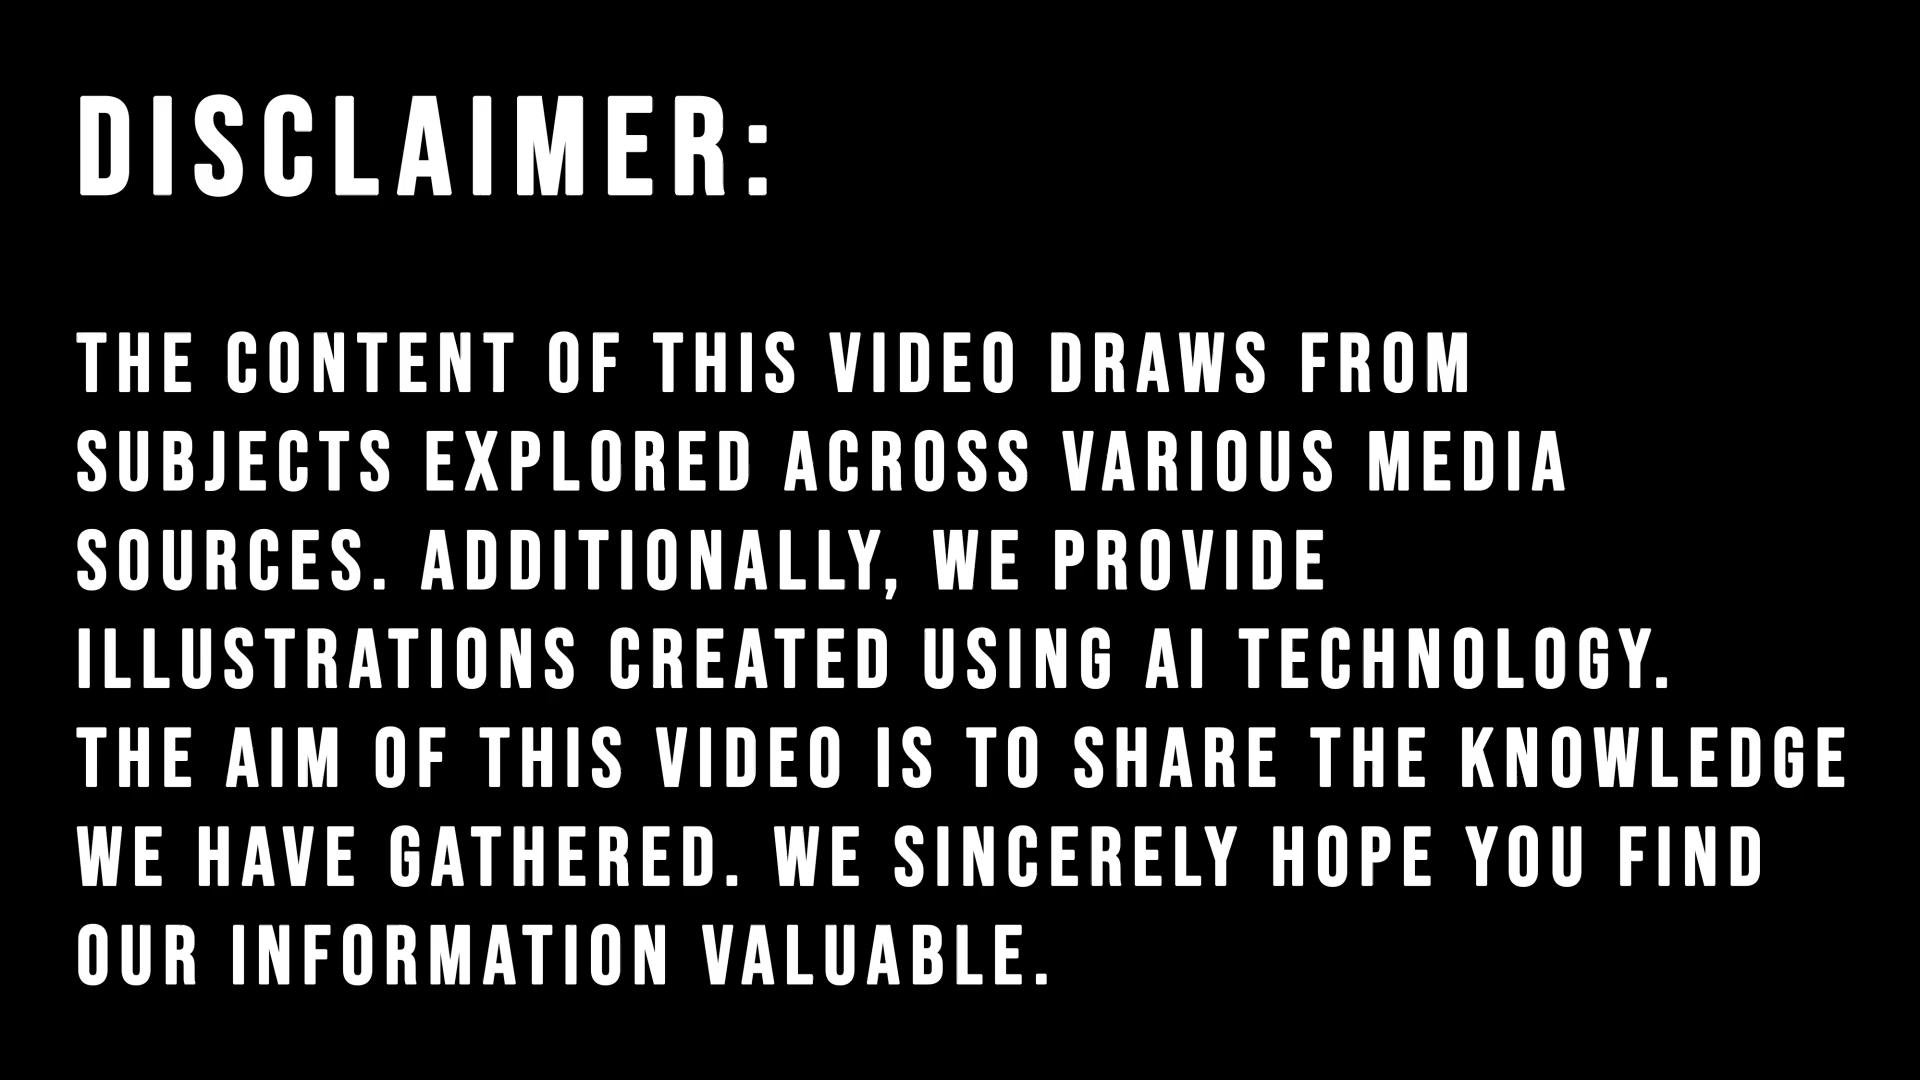 DISCLAIMER:
THE CONTENT OF THIS VIDEO DRAWS FROM
SUBJECTS EXPLORED ACROSS VARIOUS MEDIA
SOURCES. ADDITIONALLY, WE PROVIDE
ILLUSTRATIONS CREATED USING AI TECHNOLOGY.
THE AIM OF THIS VIDEO IS TO SHARE THE KNOWLEDGE
WE HAVE GATHERED. WE SINCERELY HOPE YOU FIND
OUR INFORMATION VALUABLE.